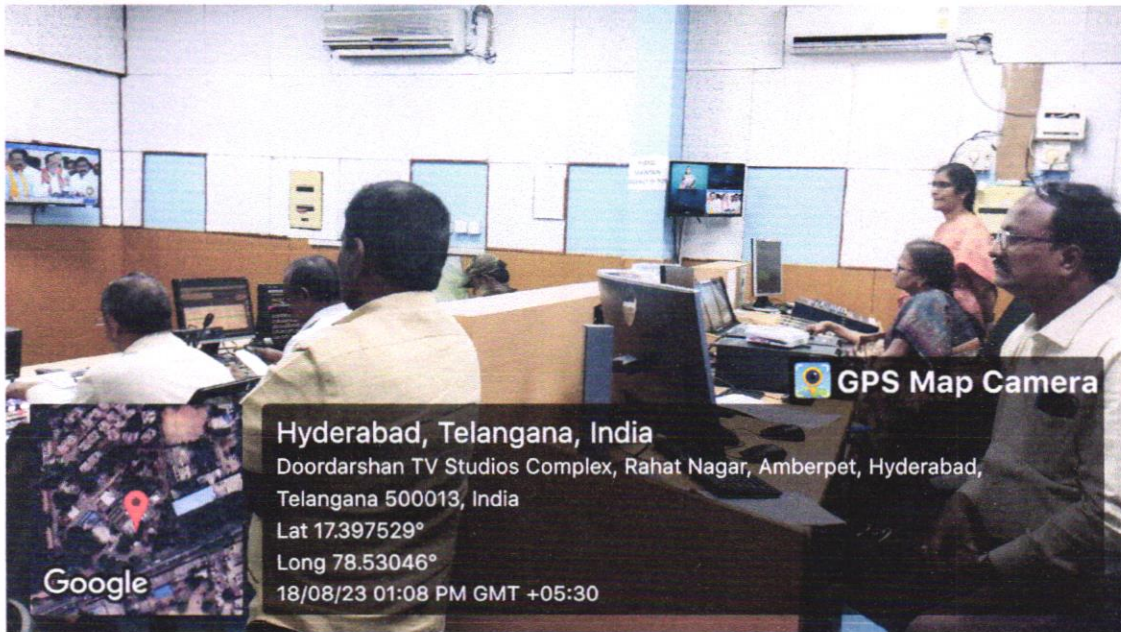 GPS Map Camera
Hyderabad, Telangana, India
Doordarshan TV Studios Complex, Rahat Nagar, Amberpet, Hyderabad,
Telangana 500013, India
Lat 17.397529°
Long 78.53046°
18/08/23 01:08 PM GMT +05:30
Google